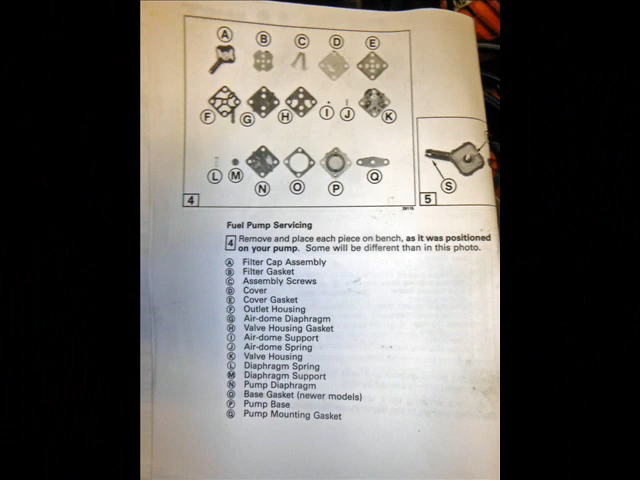 A
B
C
D
E
F
G
H
I
J
K
L
M
N
O
P
Q
4
S
5
Fuel Pump Servicing
4 Remove and place each piece on bench, as it was positioned
on your pump. Some will be different than in this photo.
A Filter Cap Assembly
B Filter Gasket
C Assembly Screws
D Cover
E Cover Gasket
F Outlet Housing
G Air-dome Diaphragm
H Valve Housing Gasket
I Air-dome Support
J Air-dome Spring
K Valve Housing
L Diaphragm Spring
M Diaphragm Support
N Pump Diaphragm
O Base Gasket (newer models)
P Pump Base
Q Pump Mounting Gasket